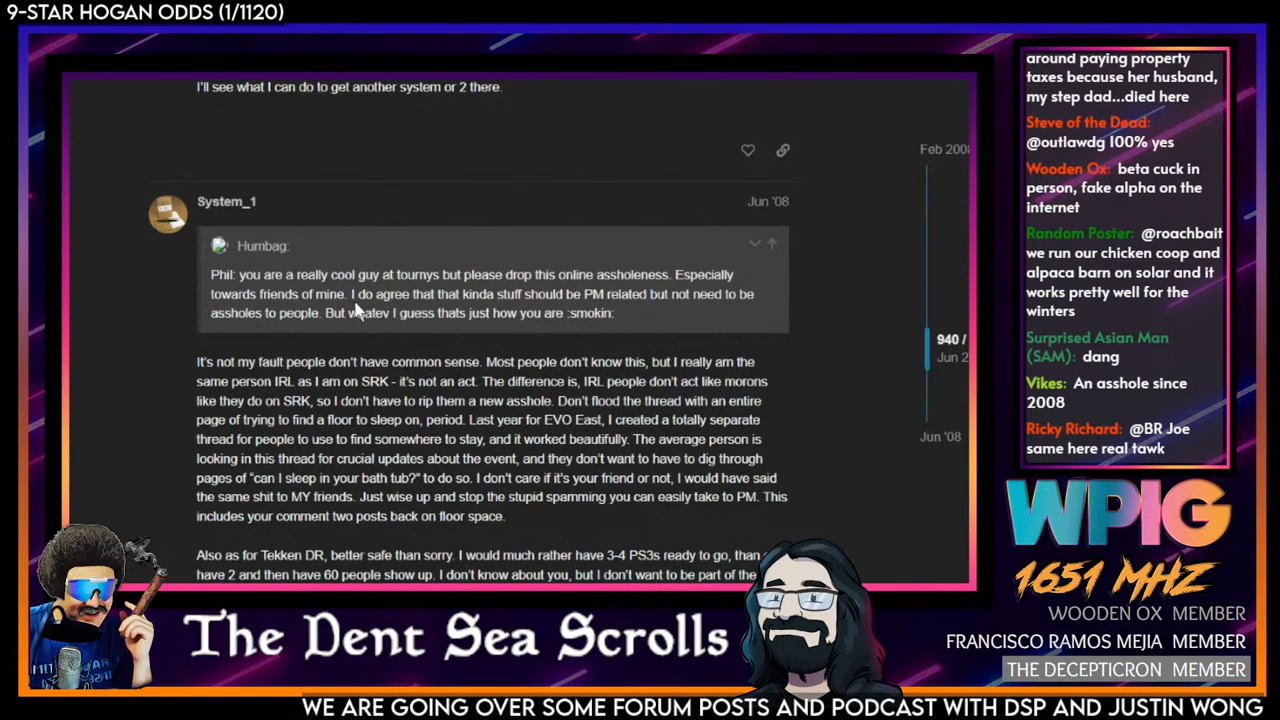 9-STAR HOGAN ODDS (1/1120)
I'll see what I can do to get another system or 2 there.
Feb 2008
System_1
Jun '08
Humbag:
Phil: you are a really cool guy at tournys but please drop this online assholeness. Especially
towards friends of mine. I do agree that that kinda stuff should be PM related but not need to be
assholes to people. But whatev I guess thats just how you are :smokin:
940 /
Jun 2
It's not my fault people don't have common sense. Most people don't know this, but I really am the
same person IRL as I am on SRK - it's not an act. The difference is, IRL people don't act like morons
like they do on SRK, so I don't have to rip them a new asshole. Don't flood the thread with an entire
page of trying to find a floor to sleep on, period. Last year for EVO East, I created a totally separate
thread for people to use to find somewhere to stay, and it worked beautifully. The average person is
looking in this thread for crucial updates about the event, and they don't want to have to dig through
pages of "can I sleep in your bath tub?" to do so. I don't care if it's your friend or not, I would have said
the same shit to MY friends. Just wise up and stop the stupid spamming you can easily take to PM. This
includes your comment two posts back on floor space.
Jun '08
Also as for Tekken DR, better safe than sorry. I would much rather have 3-4 PS3s ready to go, than
have 2 and then have 60 people show up. I don't know about you, but I don't want to be part of the
around paying property
taxes because her husband,
my step dad...died here
Steve of the Dead:
@outlawdg 100% yes
Wooden Ox: beta cuck in
person, fake alpha on the
internet
Random Poster: @roachbait
we run our chicken coop and
alpaca barn on solar and it
works pretty well for the
winters
Surprised Asian Man
(SAM): dang
Vikes: An asshole since
2008
Ricky Richard: @BR Joe
same here real tawk
WPIG
1651 MHZ
WOODEN OX MEMBER
FRANCISCO RAMOS MEJIA MEMBER
THE DECEPTICRON MEMBER
The Dent Sea Scrolls
WE ARE GOING OVER SOME FORUM POSTS AND PODCAST WITH DSP AND JUSTIN WONG